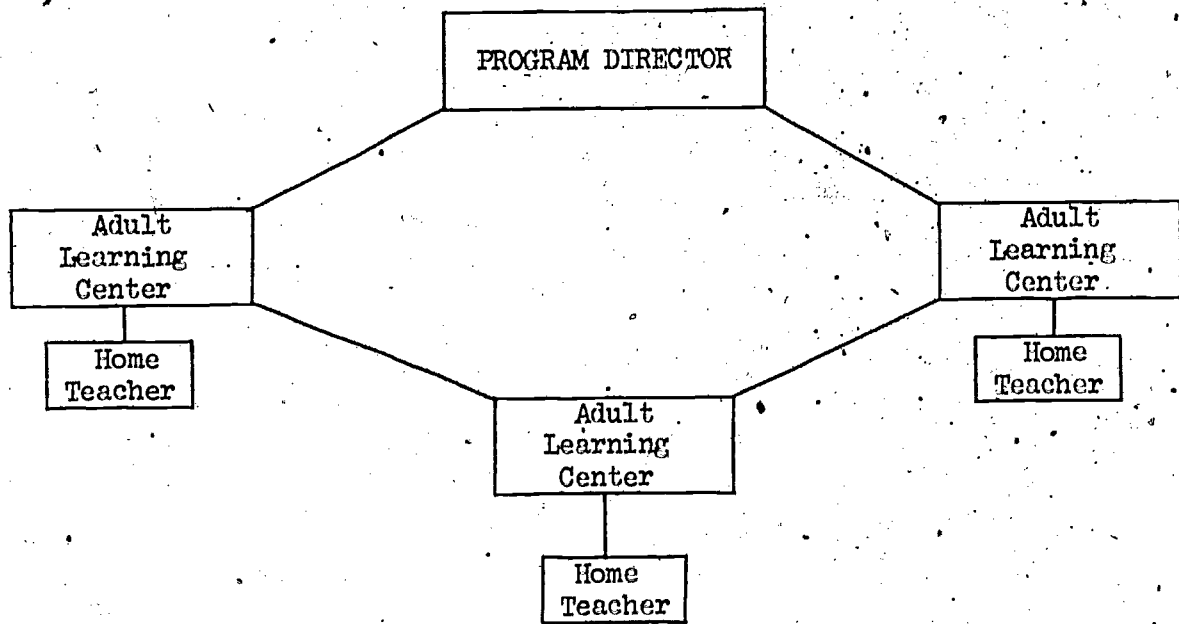 PROGRAM DIRECTOR
Adult
Learning
Center
Adult
Learning
Center
Home
Teacher
Home
Teacher
Adult
Learning
Center
Home
Teacher